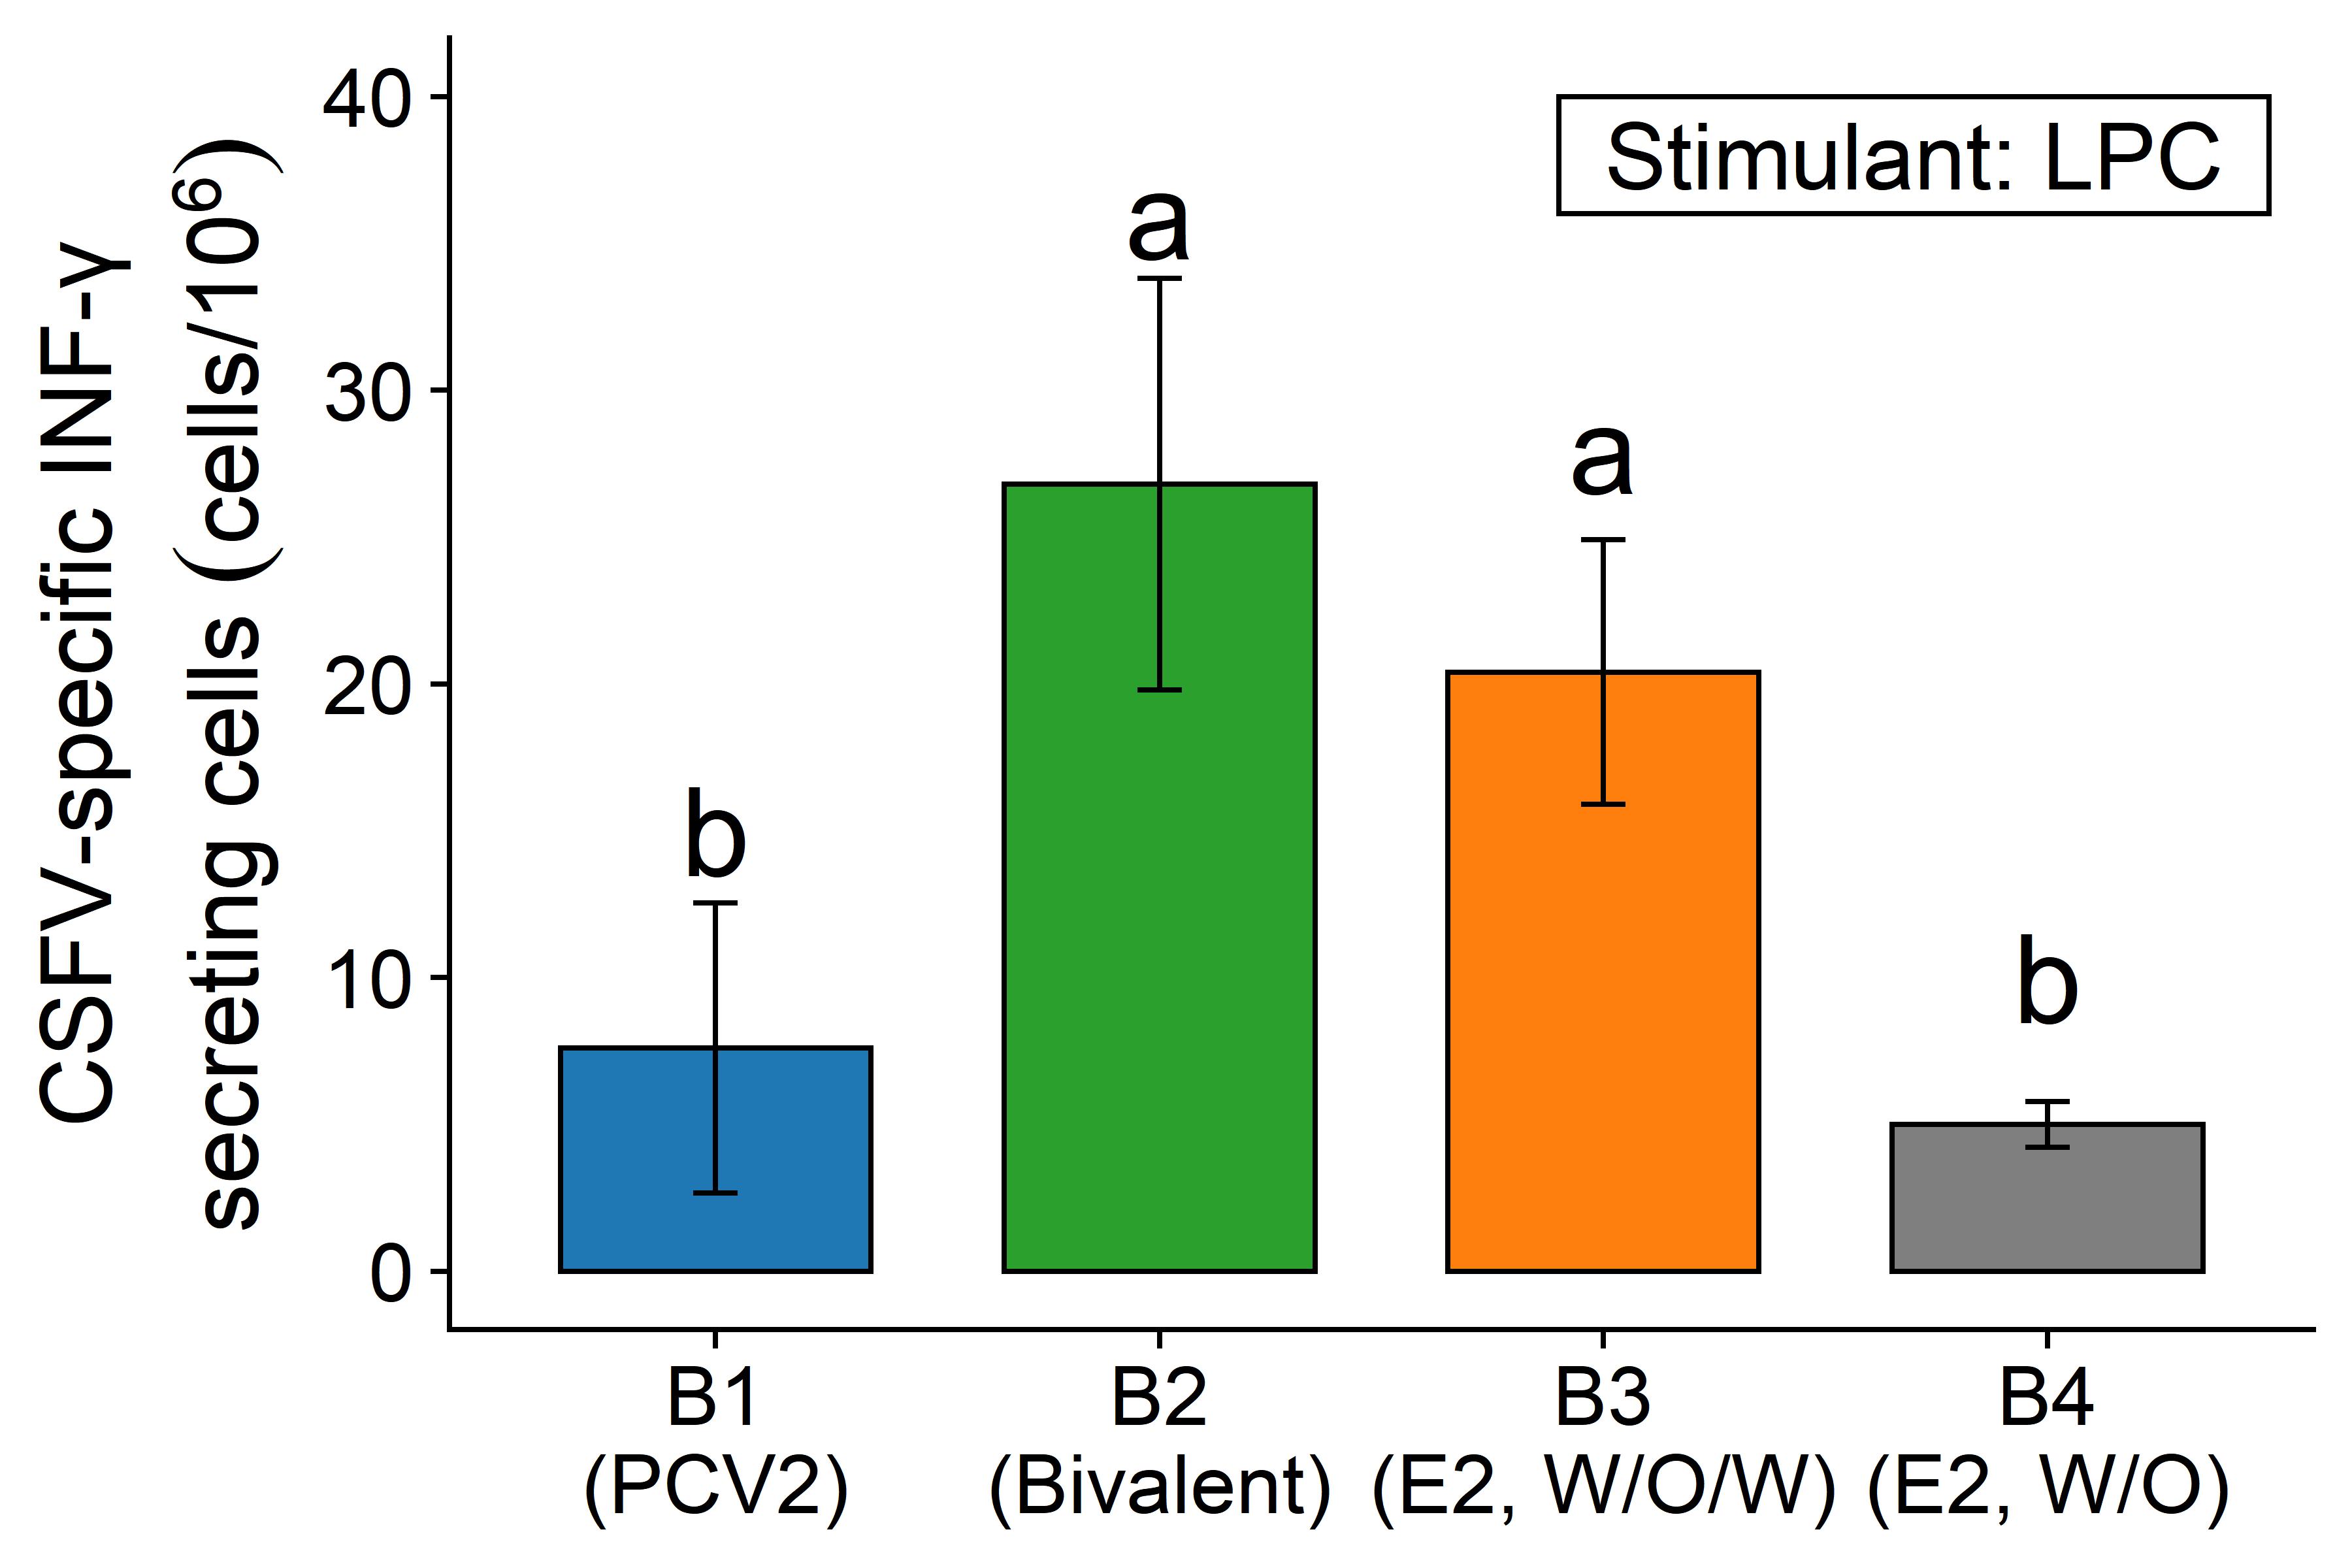 CSFV-specific INF-γ
secreting cells (cells/10⁶)
40
30
20
10
0
Stimulant: LPC
b
a
a
b
B1
(PCV2)
B2
(Bivalent)
B3
(E2, W/O/W)
B4
(E2, W/O)